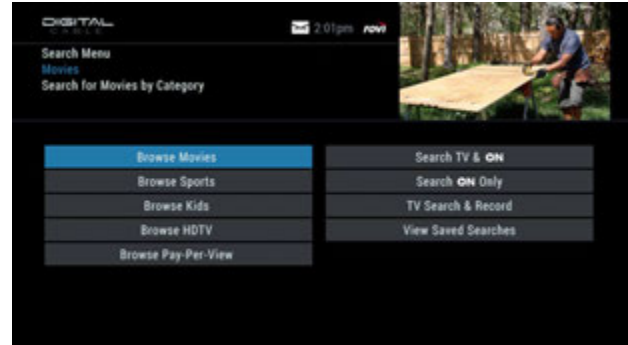 DIGITAL
CABLE
2:01pm rovi
Search Menu
Movies
Search for Movies by Category
Browse Movies
Browse Sports
Browse Kids
Browse HDTV
Browse Pay-Per-View
Search TV & ON
Search ON Only
TV Search & Record
View Saved Searches